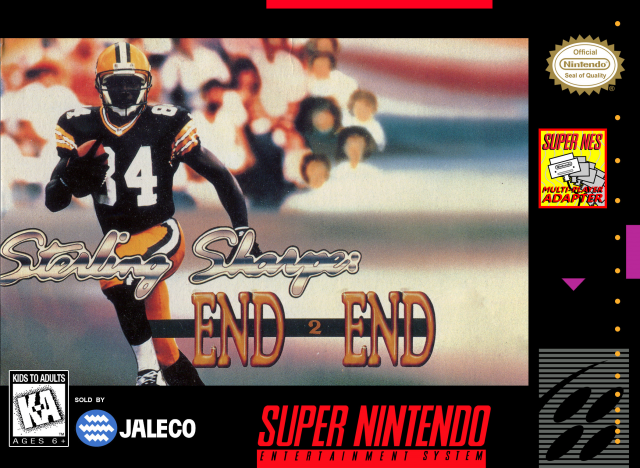 Official
Nintendo
Seal of Quality
SUPER NES
MULTI-PLAYER
ADAPTER
84
84
Sterling Sharpe:
END 2 END
KIDS TO ADULTS
K-A
AGES 6+
SOLD BY
JALECO
SUPER NINTENDO
ENTERTAINMENT SYSTEM